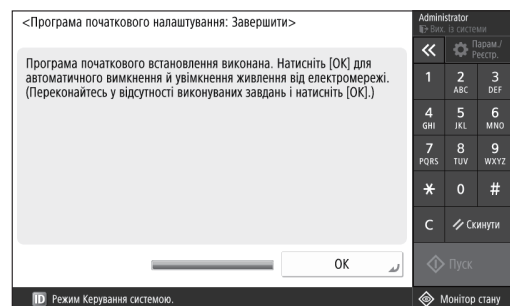 <Програма початкового налаштування: Завершити>
Програма початкового встановлення виконана. Натисніть [OK] для
автоматичного вимкнення й увімкнення живлення від електромережі.
(Переконайтесь у відсутності виконуваних завдань і натисніть [OK].)
OK
ID Режим Керування системою.
Administrator
Вих. із системи
Парам./
Реєстр.
1 2 3
ABC DEF
4 5 6
GHI JKL MNO
7 8 9
PQRS TUV WXYZ
* 0 #
C Скинути
Пуск
Монітор стану